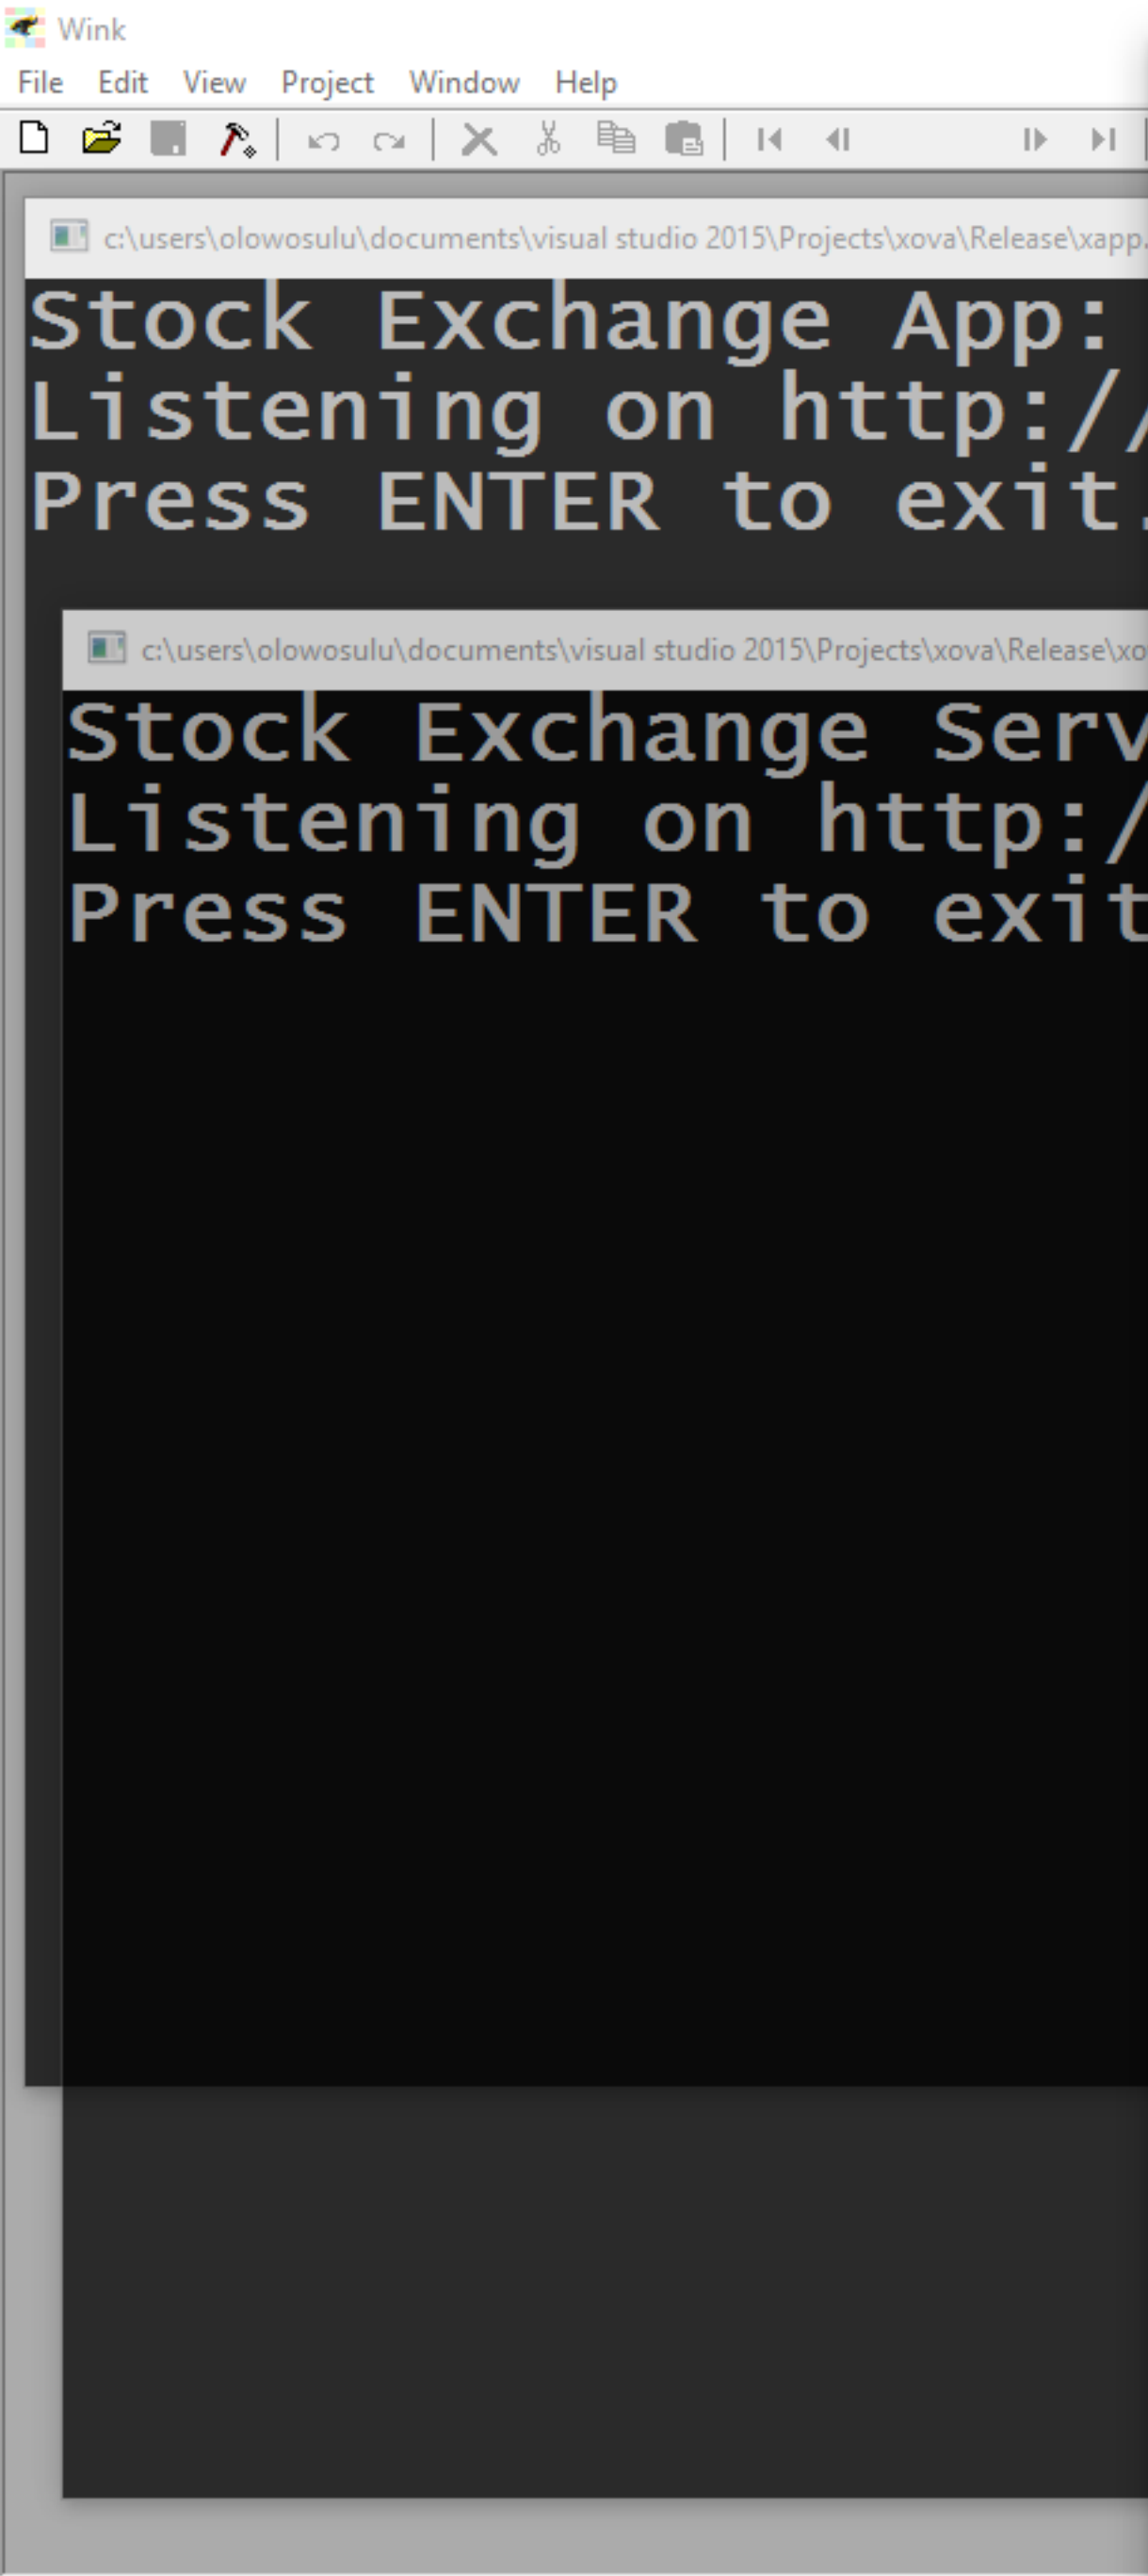 Wink
File Edit View Project Window Help
c:\users\olowosulu\documents\visual studio 2015\Projects\xova\Release\xapp.
Stock Exchange App:
Listening on http://
Press ENTER to exit.
c:\users\olowosulu\documents\visual studio 2015\Projects\xova\Release\xo
Stock Exchange Serv
Listening on http:/
Press ENTER to exit